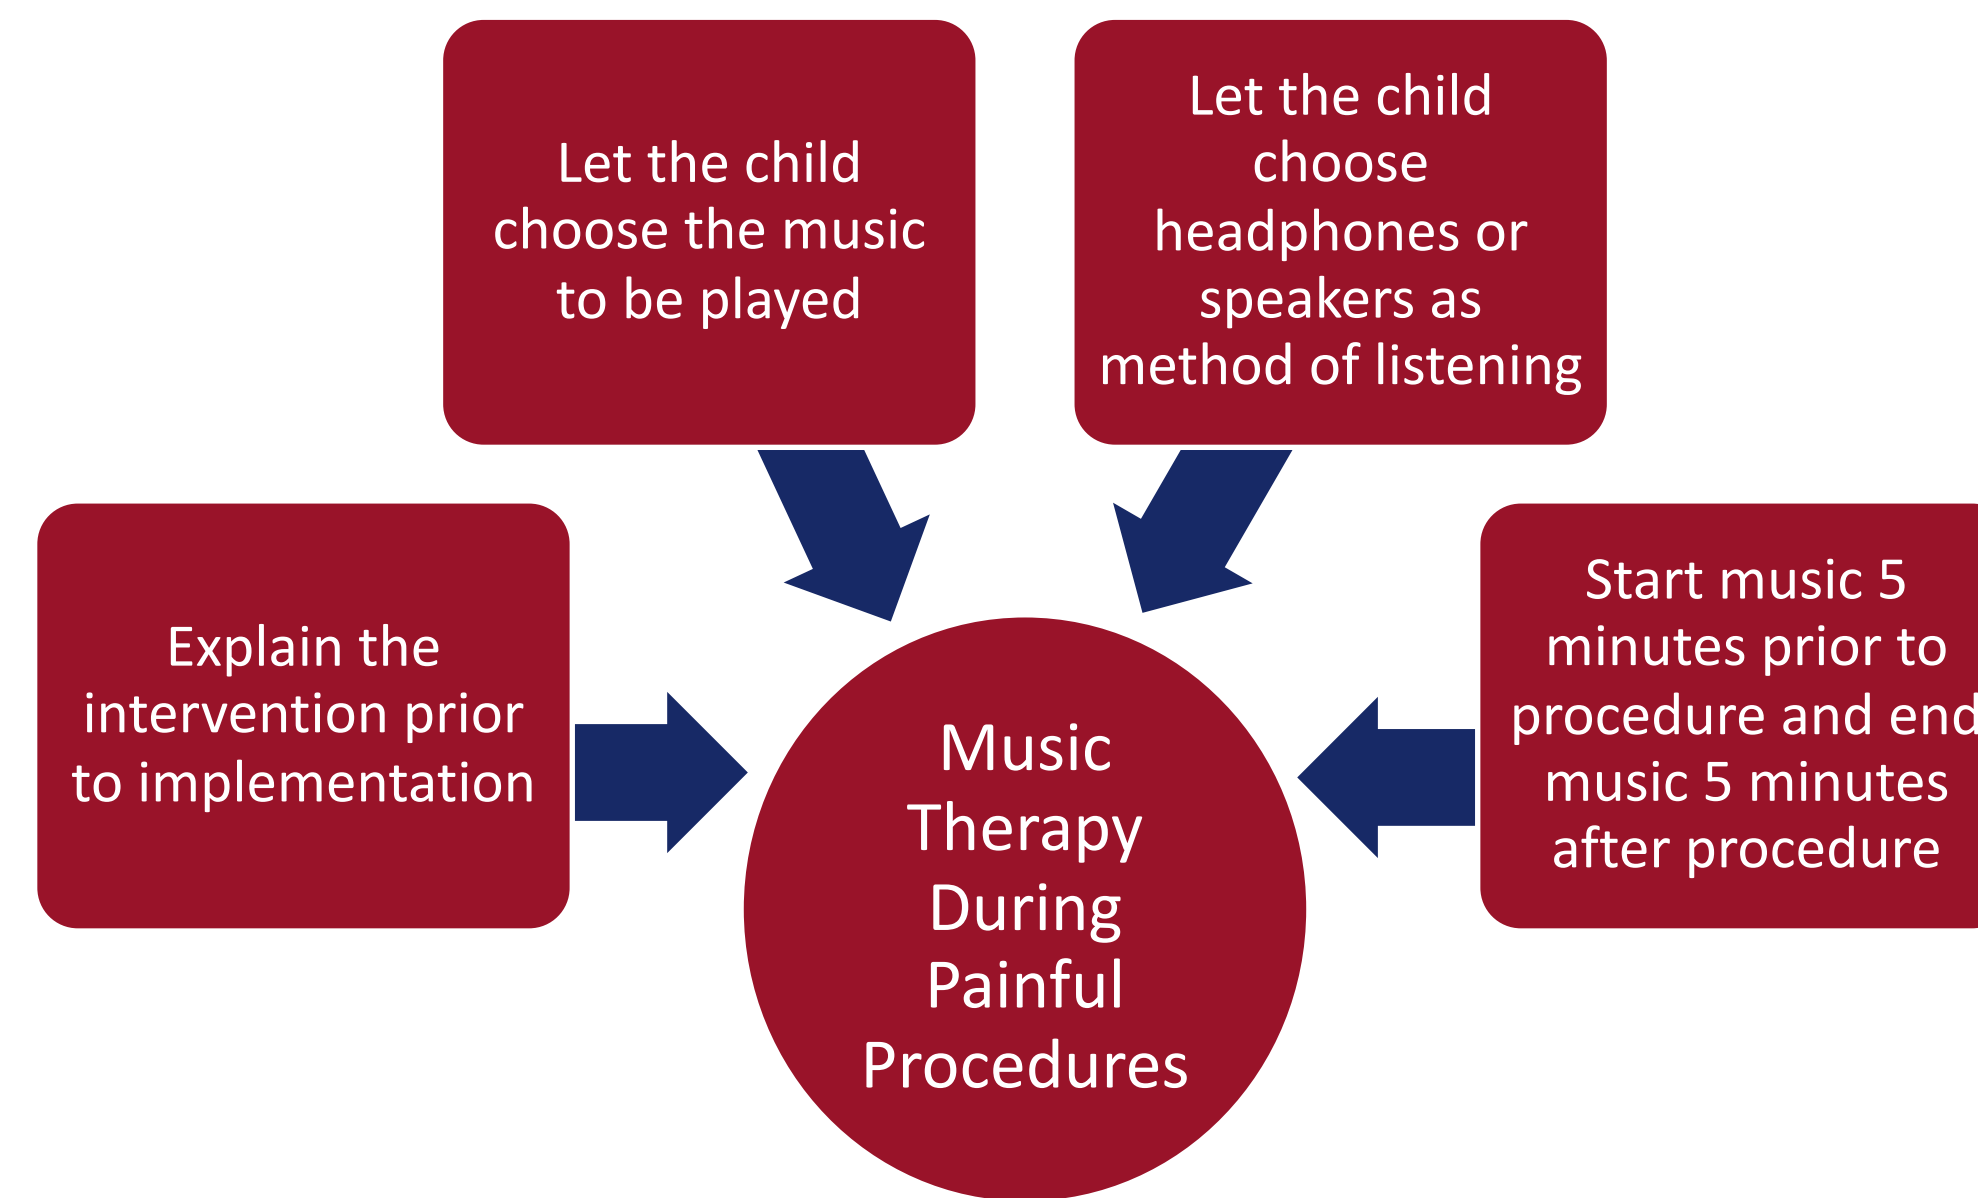 Let the child
choose the music
to be played
Let the child
choose
headphones or
speakers as
method of listening
Explain the
intervention prior
to implementation
Start music 5
minutes prior to
procedure and end
music 5 minutes
after procedure
Music
Therapy
During
Painful
Procedures